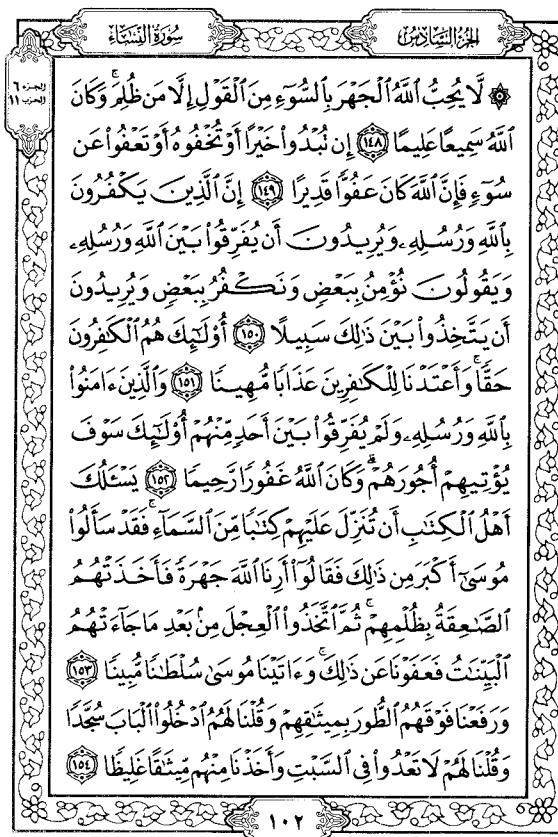 سُورَةُ النِّسَاءِ
الجُزْءُ السَّادِسُ
الجزء ٦
الحزب ١١
۞ لَّا يُحِبُّ ٱللَّهُ ٱلْجَهْرَ بِٱلسُّوٓءِ مِنَ ٱلْقَوْلِ إِلَّا مَن ظُلِمَۚ وَكَانَ
ٱللَّهُ سَمِيعًا عَلِيمًا ١٤٨ إِن تُبْدُوا۟ خَيْرًا أَوْ تُخْفُوهُ أَوْ تَعْفُوا۟ عَن
سُوٓءٍ فَإِنَّ ٱللَّهَ كَانَ عَفُوًّا قَدِيرًا ١٤٩ إِنَّ ٱلَّذِينَ يَكْفُرُونَ
بِٱللَّهِ وَرُسُلِهِۦ وَيُرِيدُونَ أَن يُفَرِّقُوا۟ بَيْنَ ٱللَّهِ وَرُسُلِهِۦ
وَيَقُولُونَ نُؤْمِنُ بِبَعْضٍ وَنَكْفُرُ بِبَعْضٍ وَيُرِيدُونَ
أَن يَتَّخِذُوا۟ بَيْنَ ذَٰلِكَ سَبِيلًا ١٥٠ أُو۟لَٰٓئِكَ هُمُ ٱلْكَٰفِرُونَ
حَقًّاۚ وَأَعْتَدْنَا لِلْكَٰفِرِينَ عَذَابًا مُّهِينًا ١٥١ وَٱلَّذِينَ ءَامَنُوا۟
بِٱللَّهِ وَرُسُلِهِۦ وَلَمْ يُفَرِّقُوا۟ بَيْنَ أَحَدٍ مِّنْهُمْ أُو۟لَٰٓئِكَ سَوْفَ
يُؤْتِيهِمْ أُجُورَهُمْۗ وَكَانَ ٱللَّهُ غَفُورًا رَّحِيمًا ١٥٢ يَسْـَٔلُكَ
أَهْلُ ٱلْكِتَٰبِ أَن تُنَزِّلَ عَلَيْهِمْ كِتَٰبًا مِّنَ ٱلسَّمَآءِۚ فَقَدْ سَأَلُوا۟
مُوسَىٰٓ أَكْبَرَ مِن ذَٰلِكَ فَقَالُوٓا۟ أَرِنَا ٱللَّهَ جَهْرَةً فَأَخَذَتْهُمُ
ٱلصَّٰعِقَةُ بِظُلْمِهِمْۚ ثُمَّ ٱتَّخَذُوا۟ ٱلْعِجْلَ مِنۢ بَعْدِ مَا جَآءَتْهُمُ
ٱلْبَيِّنَٰتُ فَعَفَوْنَا عَن ذَٰلِكَۚ وَءَاتَيْنَا مُوسَىٰ سُلْطَٰنًا مُّبِينًا ١٥٣
وَرَفَعْنَا فَوْقَهُمُ ٱلطُّورَ بِمِيثَٰقِهِمْ وَقُلْنَا لَهُمُ ٱدْخُلُوا۟ ٱلْبَابَ سُجَّدًا
وَقُلْنَا لَهُمْ لَا تَعْدُوا۟ فِى ٱلسَّبْتِ وَأَخَذْنَا مِنْهُم مِّيثَٰقًا غَلِيظًا ١٥٤
١٠٢